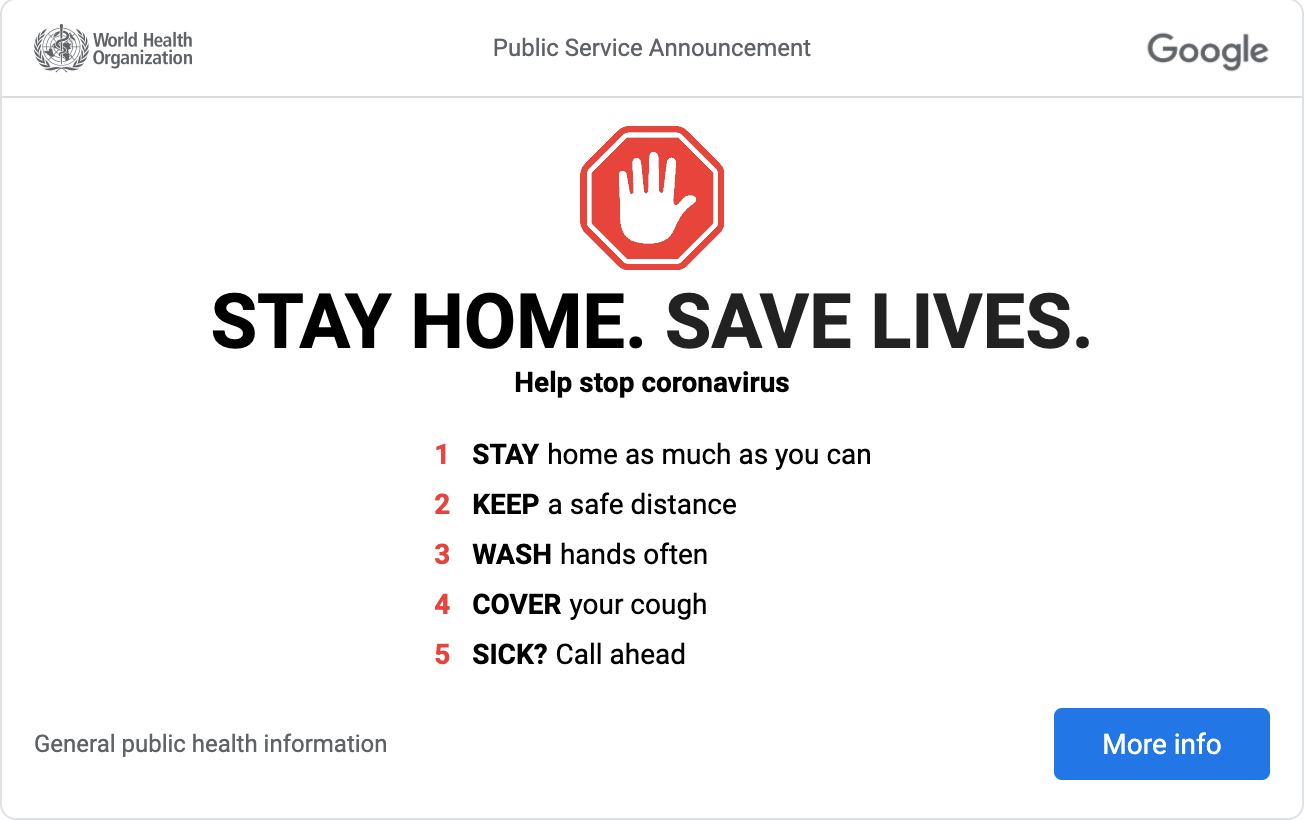 World Health
Organization
Public Service Announcement
Google
STAY HOME. SAVE LIVES.
Help stop coronavirus
1 STAY home as much as you can
2 KEEP a safe distance
3 WASH hands often
4 COVER your cough
5 SICK? Call ahead
General public health information
More info